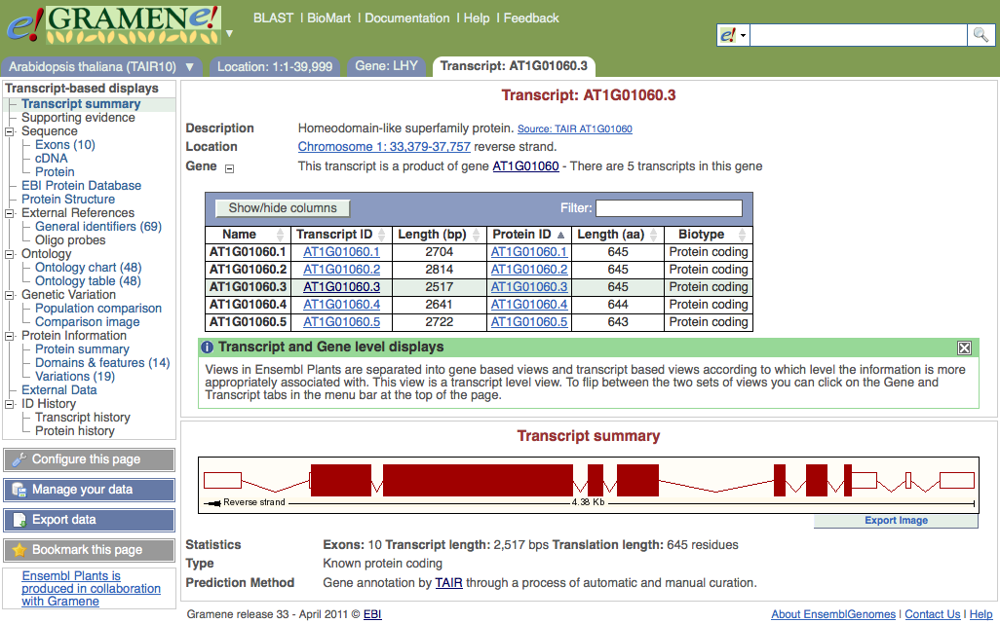 e! GRAMENE e!
BLAST | BioMart | Documentation | Help | Feedback
e!
Arabidopsis thaliana (TAIR10) ▼ Location: 1:1-39,999 Gene: LHY Transcript: AT1G01060.3
Transcript-based displays
Transcript summary
Supporting evidence
Sequence
Exons (10)
cDNA
Protein
EBI Protein Database
Protein Structure
External References
General identifiers (69)
Oligo probes
Ontology
Ontology chart (48)
Ontology table (48)
Genetic Variation
Population comparison
Comparison image
Protein Information
Protein summary
Domains & features (14)
Variations (19)
External Data
ID History
Transcript history
Protein history
Configure this page
Manage your data
Export data
Bookmark this page
Ensembl Plants is
produced in collaboration
with Gramene
Transcript: AT1G01060.3
Description Homeodomain-like superfamily protein. Source: TAIR AT1G01060
Location Chromosome 1: 33,379-37,757 reverse strand.
Gene This transcript is a product of gene AT1G01060 - There are 5 transcripts in this gene
Show/hide columns Filter:
Name Transcript ID Length (bp) Protein ID Length (aa) Biotype
AT1G01060.1 AT1G01060.1 2704 AT1G01060.1 645 Protein coding
AT1G01060.2 AT1G01060.2 2814 AT1G01060.2 645 Protein coding
AT1G01060.3 AT1G01060.3 2517 AT1G01060.3 645 Protein coding
AT1G01060.4 AT1G01060.4 2641 AT1G01060.4 644 Protein coding
AT1G01060.5 AT1G01060.5 2722 AT1G01060.5 643 Protein coding
i Transcript and Gene level displays
Views in Ensembl Plants are separated into gene based views and transcript based views according to which level the information is more
appropriately associated with. This view is a transcript level view. To flip between the two sets of views you can click on the Gene and
Transcript tabs in the menu bar at the top of the page.
Transcript summary
Reverse strand 4.38 Kb
Export Image
Statistics Exons: 10 Transcript length: 2,517 bps Translation length: 645 residues
Type Known protein coding
Prediction Method Gene annotation by TAIR through a process of automatic and manual curation.
Gramene release 33 - April 2011 © EBI
About EnsemblGenomes | Contact Us | Help